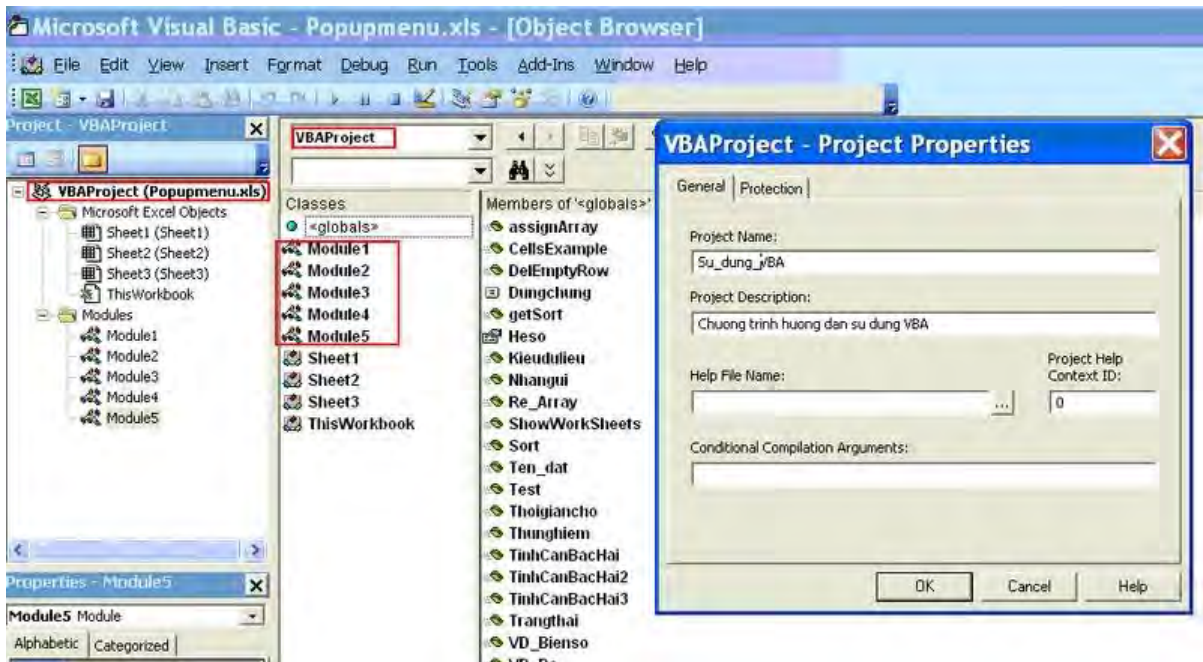 Microsoft Visual Basic - Popupmenu.xls - [Object Browser]
File Edit View Insert Format Debug Run Tools Add-Ins Window Help
Project - VBAProject
VBAProject (Popupmenu.xls)
Microsoft Excel Objects
Sheet1 (Sheet1)
Sheet2 (Sheet2)
Sheet3 (Sheet3)
ThisWorkbook
Modules
Module1
Module2
Module3
Module4
Module5
Properties - Module5
Module5 Module
Alphabetic Categorized
VBAProject
Classes
<globals>
Module1
Module2
Module3
Module4
Module5
Sheet1
Sheet2
Sheet3
ThisWorkbook
Members of '<globals>'
assignArray
CellsExample
DelEmptyRow
Dungchung
getSort
Heso
Kieudulieu
Nhangui
Re_Array
ShowWorkSheets
Sort
Ten_dat
Test
Thoigiancho
Thunghiem
TinhCanBacHai
TinhCanBacHai2
TinhCanBacHai3
Trangthai
VD_Bienso
VBAProject - Project Properties
General Protection
Project Name:
Su_dung_VBA
Project Description:
Chuong trinh huong dan su dung VBA
Help File Name:
...
Project Help
Context ID:
0
Conditional Compilation Arguments:
OK Cancel Help